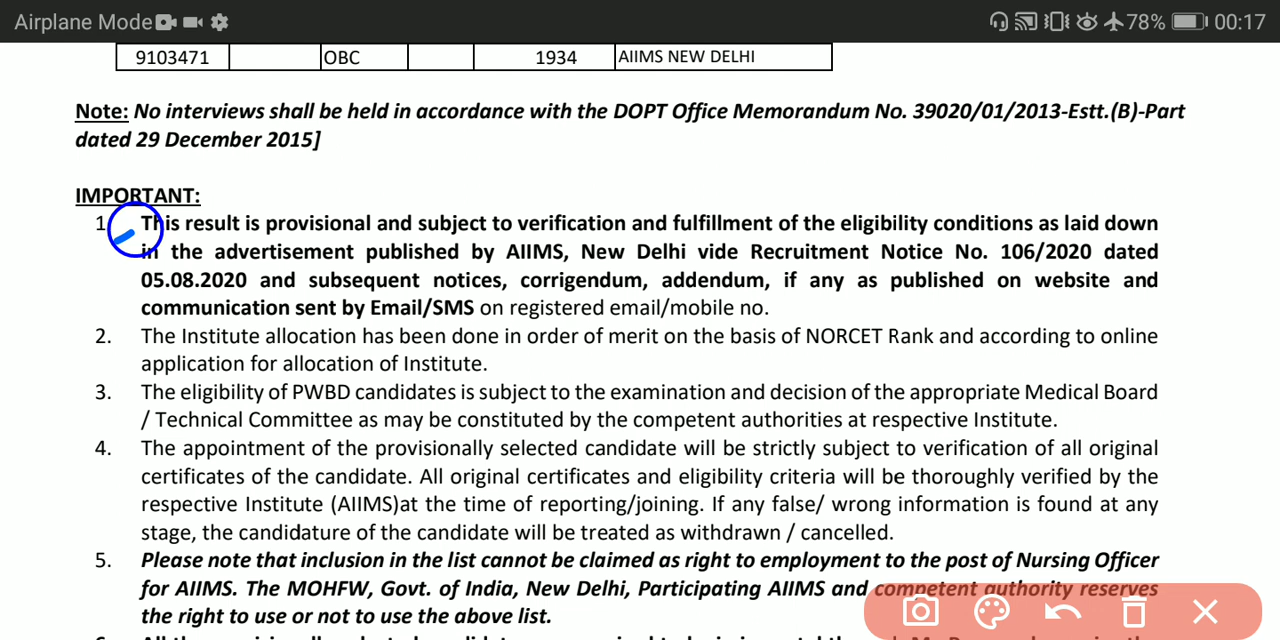 Airplane Mode 78% 00:17
9103471 OBC 1934 AIIMS NEW DELHI
Note: No interviews shall be held in accordance with the DOPT Office Memorandum No. 39020/01/2013-Estt.(B)-Part
dated 29 December 2015]
IMPORTANT:
1. This result is provisional and subject to verification and fulfillment of the eligibility conditions as laid down
in the advertisement published by AIIMS, New Delhi vide Recruitment Notice No. 106/2020 dated
05.08.2020 and subsequent notices, corrigendum, addendum, if any as published on website and
communication sent by Email/SMS on registered email/mobile no.
2. The Institute allocation has been done in order of merit on the basis of NORCET Rank and according to online
application for allocation of Institute.
3. The eligibility of PWBD candidates is subject to the examination and decision of the appropriate Medical Board
/ Technical Committee as may be constituted by the competent authorities at respective Institute.
4. The appointment of the provisionally selected candidate will be strictly subject to verification of all original
certificates of the candidate. All original certificates and eligibility criteria will be thoroughly verified by the
respective Institute (AIIMS)at the time of reporting/joining. If any false/ wrong information is found at any
stage, the candidature of the candidate will be treated as withdrawn / cancelled.
5. Please note that inclusion in the list cannot be claimed as right to employment to the post of Nursing Officer
for AIIMS. The MOHFW, Govt. of India, New Delhi, Participating AIIMS and competent authority reserves
the right to use or not to use the above list.